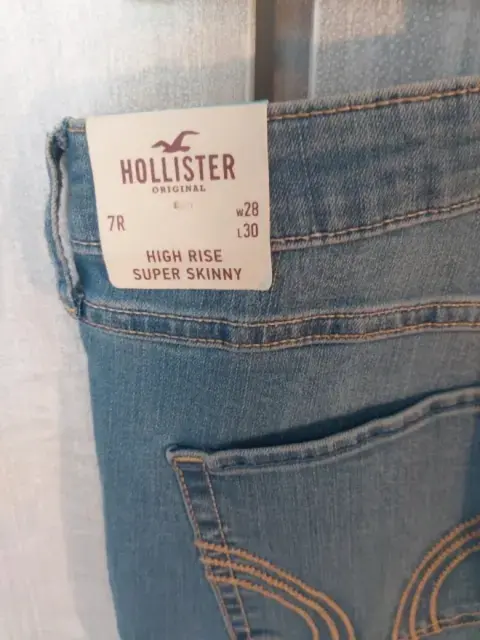 HOLLISTER
ORIGINAL
7R
W28
L30
HIGH RISE
SUPER SKINNY